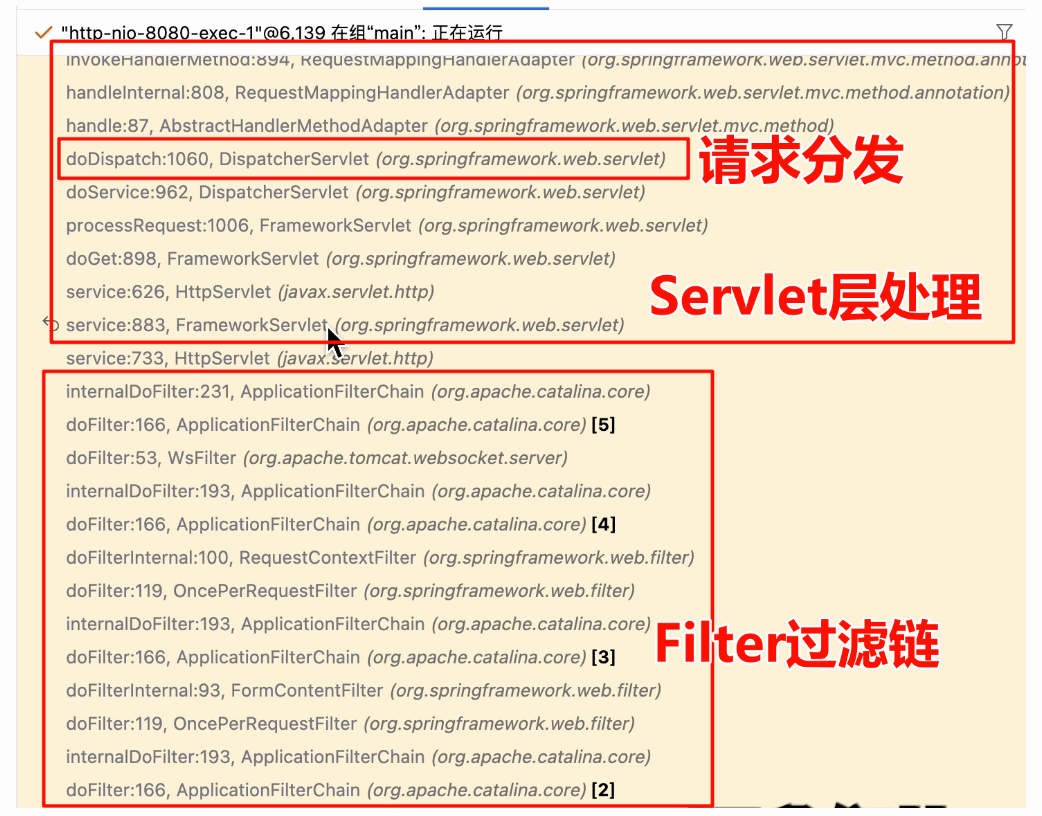 "http-nio-8080-exec-1"@6,139 在组“main”: 正在运行
invokeHandlerMethod:894, RequestMappingHandlerAdapter (org.springframework.web.servlet.mvc.method.annot
handleInternal:808, RequestMappingHandlerAdapter (org.springframework.web.servlet.mvc.method.annotation)
handle:87, AbstractHandlerMethodAdapter (org.springframework.web.servlet.mvc.method)
doDispatch:1060, DispatcherServlet (org.springframework.web.servlet)
请求分发
doService:962, DispatcherServlet (org.springframework.web.servlet)
processRequest:1006, FrameworkServlet (org.springframework.web.servlet)
doGet:898, FrameworkServlet (org.springframework.web.servlet)
service:626, HttpServlet (javax.servlet.http)
Servlet层处理
service:883, FrameworkServlet (org.springframework.web.servlet)
service:733, HttpServlet (javax.servlet.http)
internalDoFilter:231, ApplicationFilterChain (org.apache.catalina.core)
doFilter:166, ApplicationFilterChain (org.apache.catalina.core) [5]
doFilter:53, WsFilter (org.apache.tomcat.websocket.server)
internalDoFilter:193, ApplicationFilterChain (org.apache.catalina.core)
doFilter:166, ApplicationFilterChain (org.apache.catalina.core) [4]
doFilterInternal:100, RequestContextFilter (org.springframework.web.filter)
doFilter:119, OncePerRequestFilter (org.springframework.web.filter)
internalDoFilter:193, ApplicationFilterChain (org.apache.catalina.core)
Filter过滤链
doFilter:166, ApplicationFilterChain (org.apache.catalina.core) [3]
doFilterInternal:93, FormContentFilter (org.springframework.web.filter)
doFilter:119, OncePerRequestFilter (org.springframework.web.filter)
internalDoFilter:193, ApplicationFilterChain (org.apache.catalina.core)
doFilter:166, ApplicationFilterChain (org.apache.catalina.core) [2]